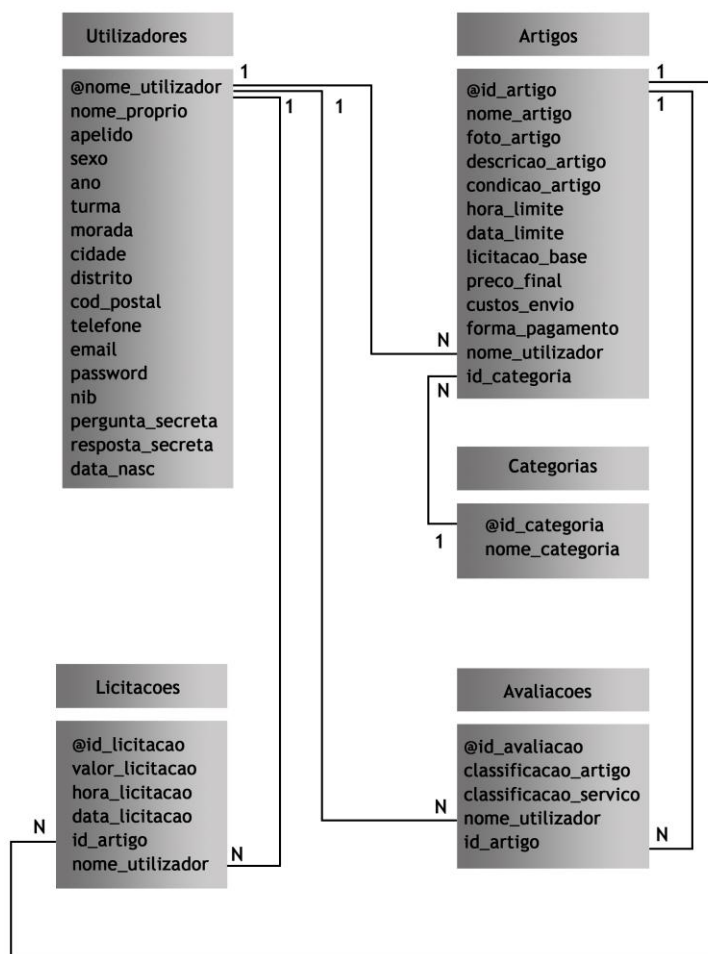 Utilizadores
@nome_utilizador
nome_proprio
apelido
sexo
ano
turma
morada
cidade
distrito
cod_postal
telefone
email
password
nib
pergunta_secreta
resposta_secreta
data_nasc
1
1
1
Artigos
@id_artigo
nome_artigo
foto_artigo
descricao_artigo
condicao_artigo
hora_limite
data_limite
licitacao_base
preco_final
custos_envio
forma_pagamento
nome_utilizador
id_categoria
1
1
N
N
Categorias
@id_categoria
nome_categoria
1
Licitacoes
@id_licitacao
valor_licitacao
hora_licitacao
data_licitacao
id_artigo
nome_utilizador
N
N
Avaliacoes
@id_avaliacao
classificacao_artigo
classificacao_servico
nome_utilizador
id_artigo
N
N